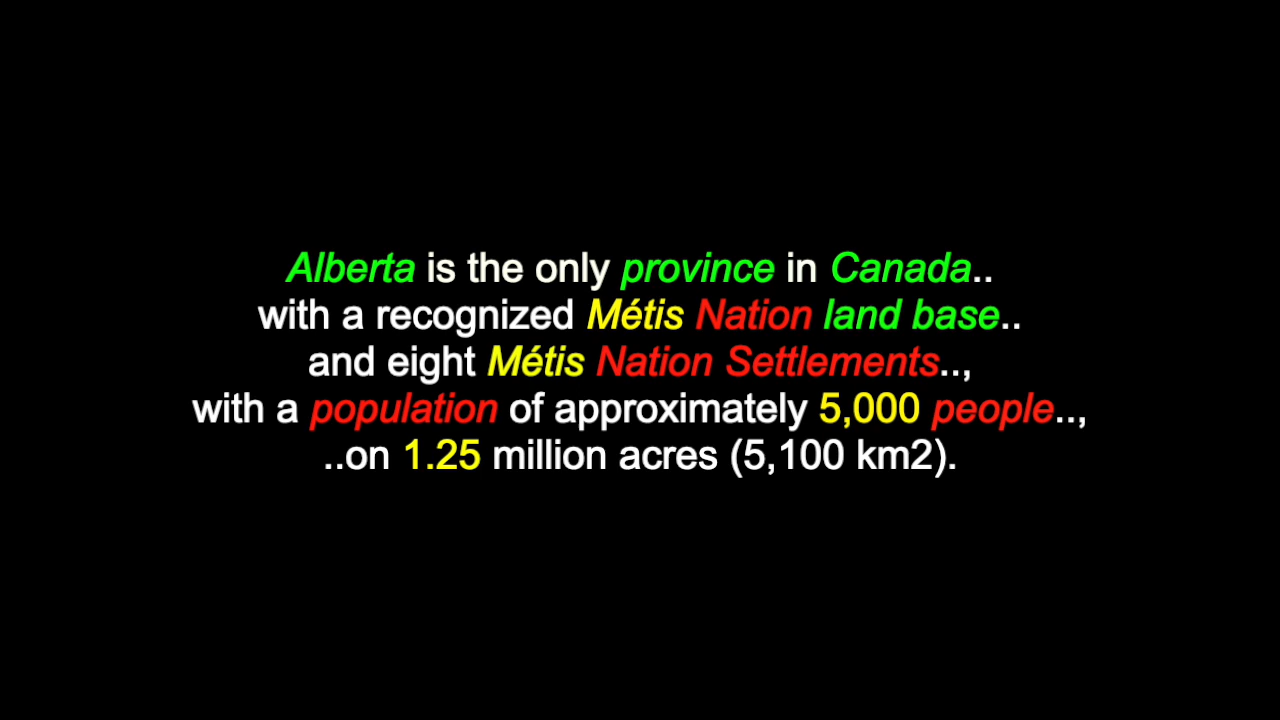 Alberta is the only province in Canada..
with a recognized Métis Nation land base..
and eight Métis Nation Settlements..,
with a population of approximately 5,000 people..,
..on 1.25 million acres (5,100 km2).